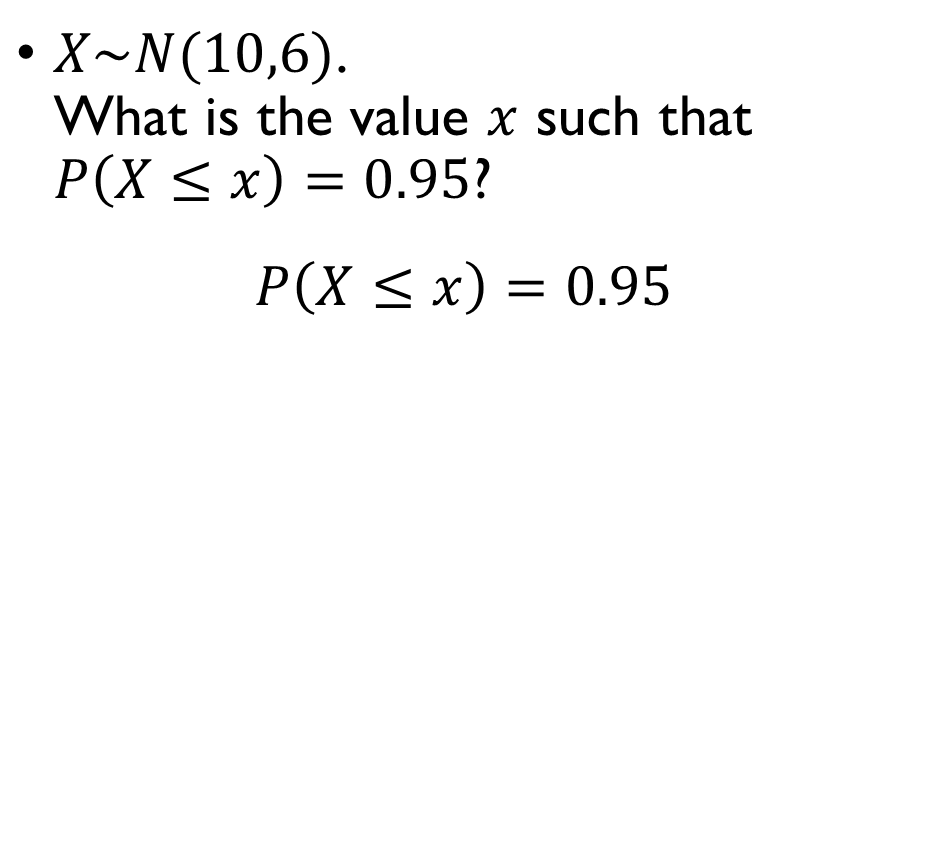 • X~N(10,6).
What is the value x such that
P(X ≤ x) = 0.95?
P(X ≤ x) = 0.95